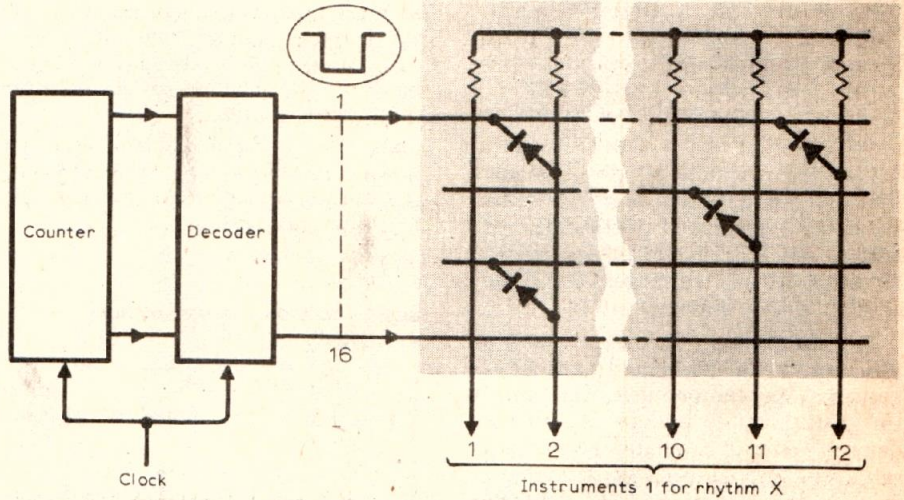 1
Counter
Decoder
16
Clock
1 2 10 11 12
Instruments 1 for rhythm X